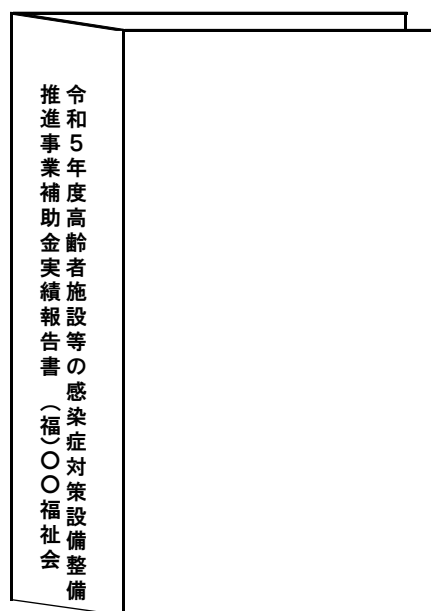 令和５年度高齢者施設等の感染症対策設備整備
推進事業補助金実績報告書　（福）〇〇福祉会